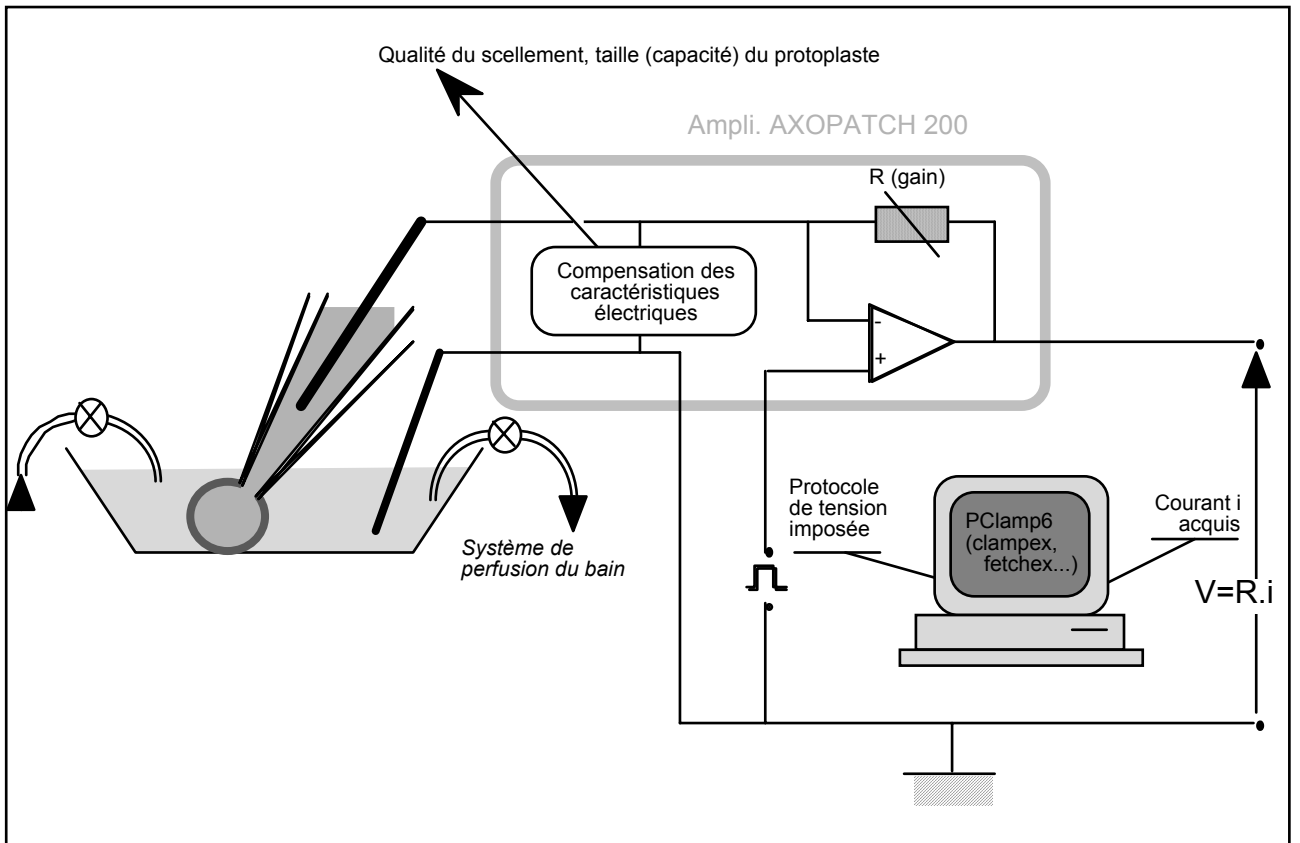 Qualité du scellement, taille (capacité) du protoplaste
Ampli. AXOPATCH 200
R (gain)
Compensation des
caractéristiques
électriques
-
+
Protocole
de tension
imposée
PClamp6
(clampex,
fetchex...)
Courant i
acquis
Système de
perfusion du bain
V=R.i